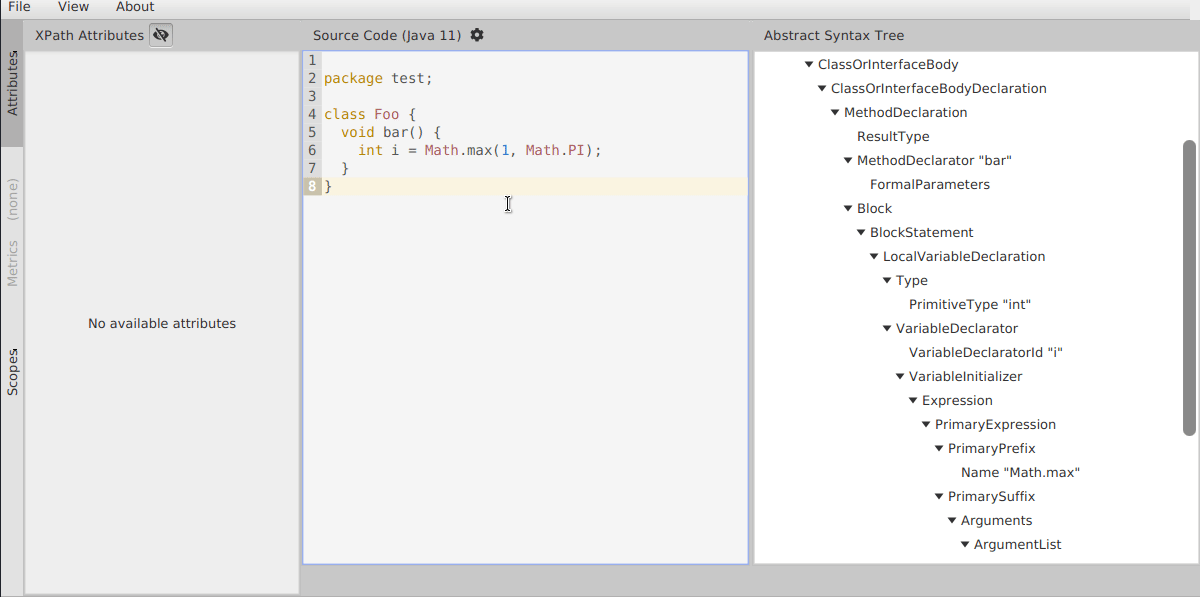 File View About
XPath Attributes
Source Code (Java 11)
Abstract Syntax Tree
Attributes
Metrics (none)
Scopes
No available attributes
1
2 package test;
3
4 class Foo {
5 void bar() {
6 int i = Math.max(1, Math.PI);
7 }
8 }
ClassOrInterfaceBody
ClassOrInterfaceBodyDeclaration
MethodDeclaration
ResultType
MethodDeclarator "bar"
FormalParameters
Block
BlockStatement
LocalVariableDeclaration
Type
PrimitiveType "int"
VariableDeclarator
VariableDeclaratorId "i"
VariableInitializer
Expression
PrimaryExpression
PrimaryPrefix
Name "Math.max"
PrimarySuffix
Arguments
ArgumentList